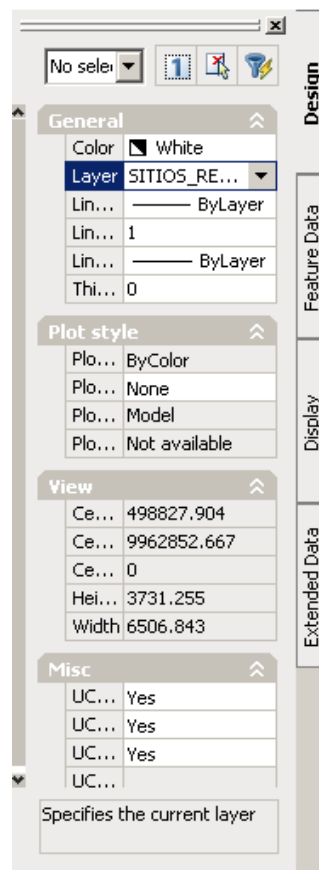 No sele
1
General
Color White
Layer SITIOS_RE...
Lin... ByLayer
Lin... 1
Lin... ByLayer
Thi... 0
Plot style
Plo... ByColor
Plo... None
Plo... Model
Plo... Not available
View
Ce... 498827.904
Ce... 9962852.667
Ce... 0
Hei... 3731.255
Width 6506.843
Misc
UC... Yes
UC... Yes
UC... Yes
UC...
Specifies the current layer
Design
Feature Data
Display
Extended Data